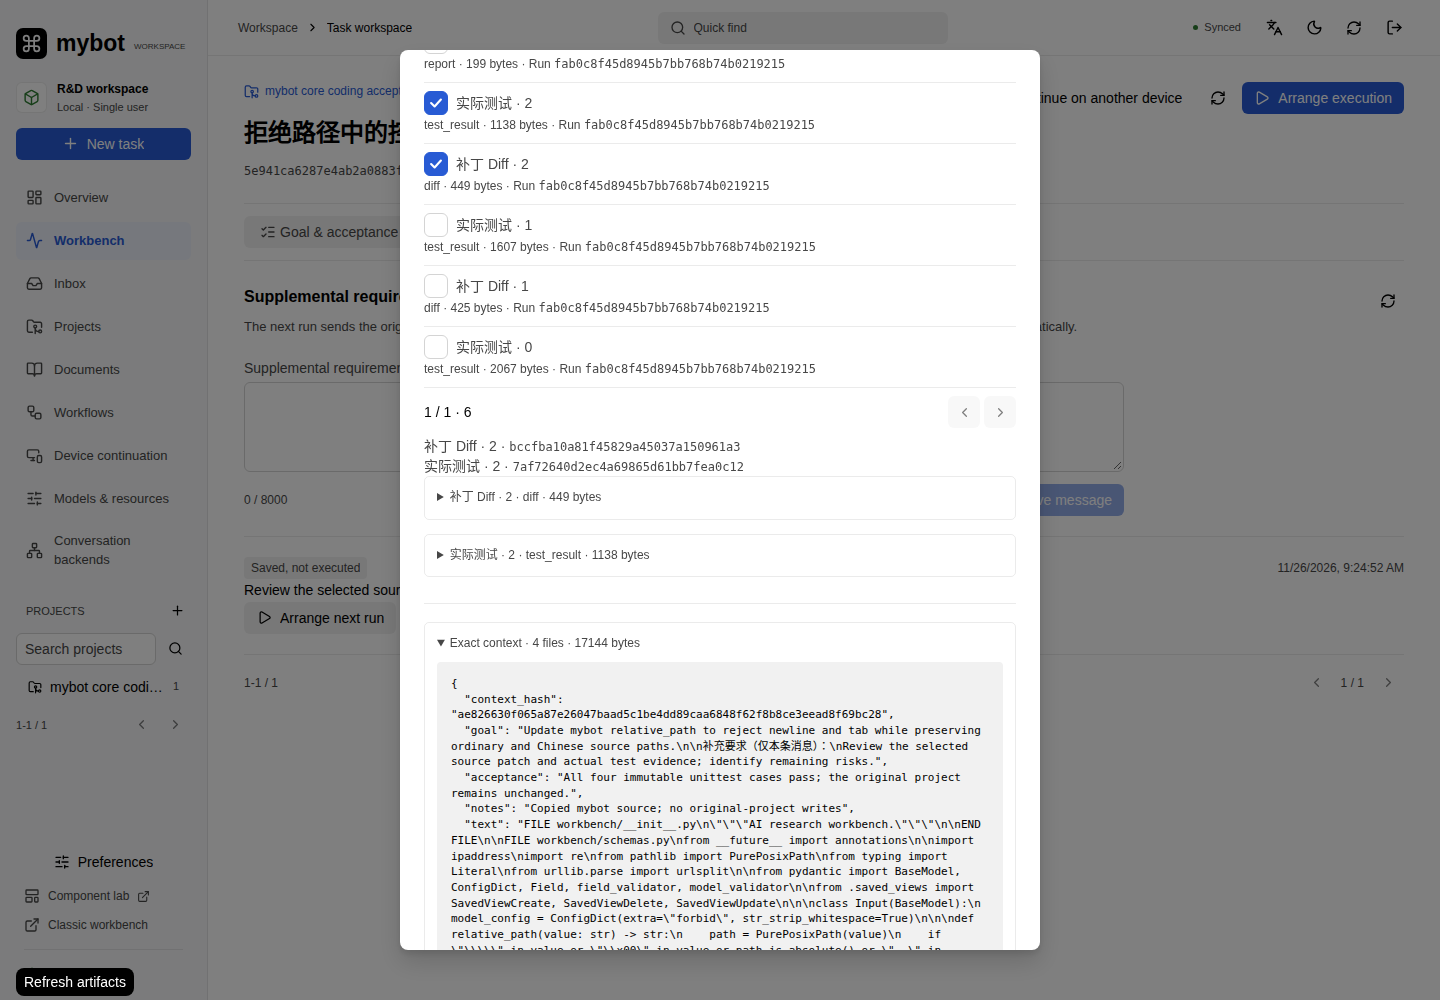 mybot WORKSPACE
R&D workspace
Local · Single user
New task
Overview
Workbench
Inbox
Projects
Documents
Workflows
Device continuation
Models & resources
Conversation
backends
PROJECTS
Search projects
mybot core codi... 1
1-1 / 1
Preferences
Component lab
Classic workbench
Refresh artifacts
Workspace > Task workspace
Quick find
Synced
mybot core coding accept
tinue on another device
Arrange execution
拒绝路径中的控
5e941ca6287e4ab2a0883f
Goal & acceptance
Supplemental require
The next run sends the orig
atically.
Supplemental requiremen
0 / 8000
ve message
Saved, not executed
11/26/2026, 9:24:52 AM
Review the selected sour
Arrange next run
1-1 / 1
1 / 1
report · 199 bytes · Run fab0c8f45d8945b7bb768b74b0219215
实际测试 · 2
test_result · 1138 bytes · Run fab0c8f45d8945b7bb768b74b0219215
补丁 Diff · 2
diff · 449 bytes · Run fab0c8f45d8945b7bb768b74b0219215
实际测试 · 1
test_result · 1607 bytes · Run fab0c8f45d8945b7bb768b74b0219215
补丁 Diff · 1
diff · 425 bytes · Run fab0c8f45d8945b7bb768b74b0219215
实际测试 · 0
test_result · 2067 bytes · Run fab0c8f45d8945b7bb768b74b0219215
1 / 1 · 6
补丁 Diff · 2 · bccfba10a81f45829a45037a150961a3
实际测试 · 2 · 7af72640d2ec4a69865d61bb7fea0c12
补丁 Diff · 2 · diff · 449 bytes
实际测试 · 2 · test_result · 1138 bytes
Exact context · 4 files · 17144 bytes
{
"context_hash":
"ae826630f065a87e26047baad5c1be4dd89caa6848f62f8b8ce3eead8f69bc28",
"goal": "Update mybot relative_path to reject newline and tab while preserving
ordinary and Chinese source paths.\n\n补充要求（仅本条消息）：\nReview the selected
source patch and actual test evidence; identify remaining risks.",
"acceptance": "All four immutable unittest cases pass; the original project
remains unchanged.",
"notes": "Copied mybot source; no original-project writes",
"text": "FILE workbench/__init__.py\n\"\"\"AI research workbench.\"\"\"\n\nEND
FILE\n\nFILE workbench/schemas.py\nfrom __future__ import annotations\n\nimport
ipaddress\nimport re\nfrom pathlib import PurePosixPath\nfrom typing import
Literal\nfrom urllib.parse import urlsplit\n\nfrom pydantic import BaseModel,
ConfigDict, Field, field_validator, model_validator\n\nfrom .saved_views import
SavedViewCreate, SavedViewDelete, SavedViewUpdate\n\n\nclass Input(BaseModel):\n
model_config = ConfigDict(extra=\"forbid\", str_strip_whitespace=True)\n\n\ndef
relative_path(value: str) -> str:\n    path = PurePosixPath(value)\n    if